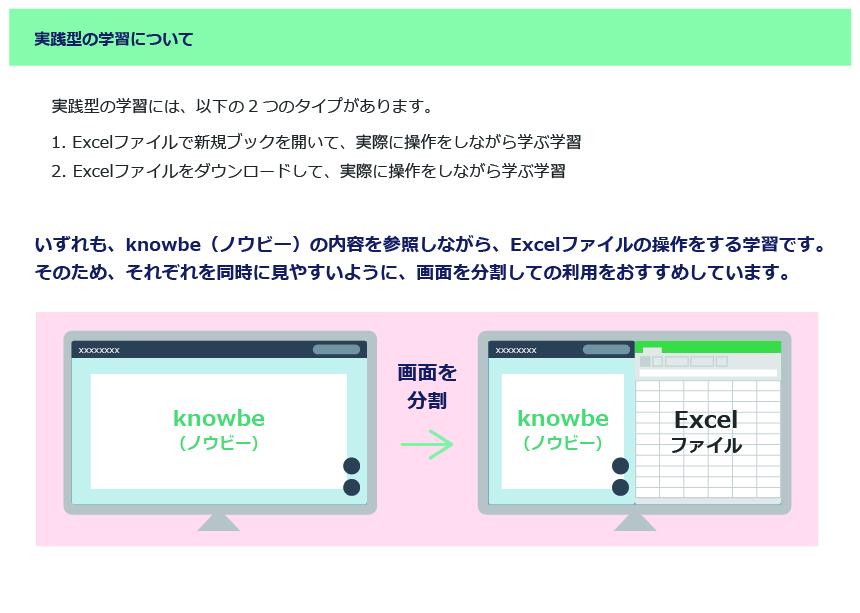 実践型の学習について
実践型の学習には、以下の２つのタイプがあります。
1. Excelファイルで新規ブックを開いて、実際に操作をしながら学ぶ学習
2. Excelファイルをダウンロードして、実際に操作をしながら学ぶ学習
いずれも、knowbe（ノウビー）の内容を参照しながら、Excelファイルの操作をする学習です。
そのため、それぞれを同時に見やすいように、画面を分割しての利用をおすすめしています。
xxxxxxxx
knowbe
（ノウビー）
画面を
分割
xxxxxxxx
knowbe
（ノウビー）
Excel
ファイル